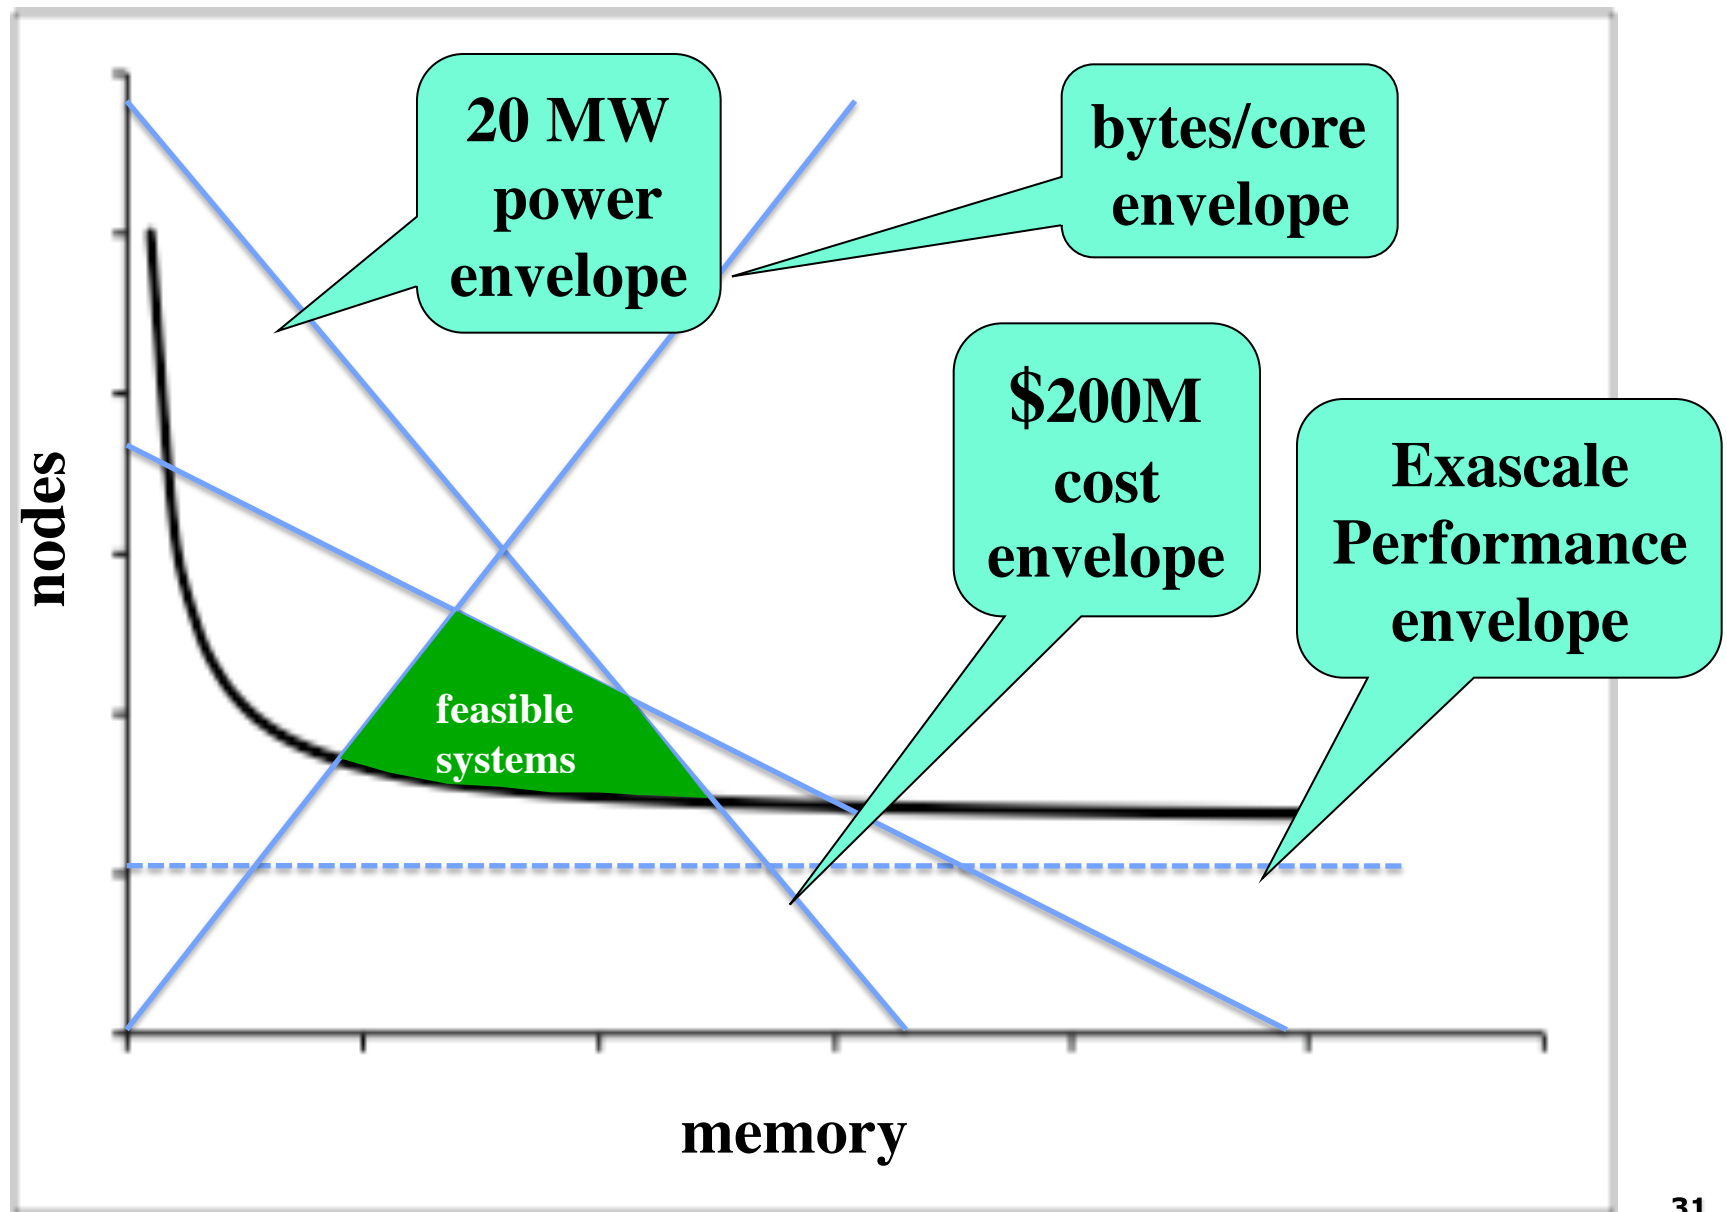 20 MW
power
envelope
bytes/core
envelope
$200M
cost
envelope
Exascale
Performance
envelope
nodes
feasible
systems
memory
31